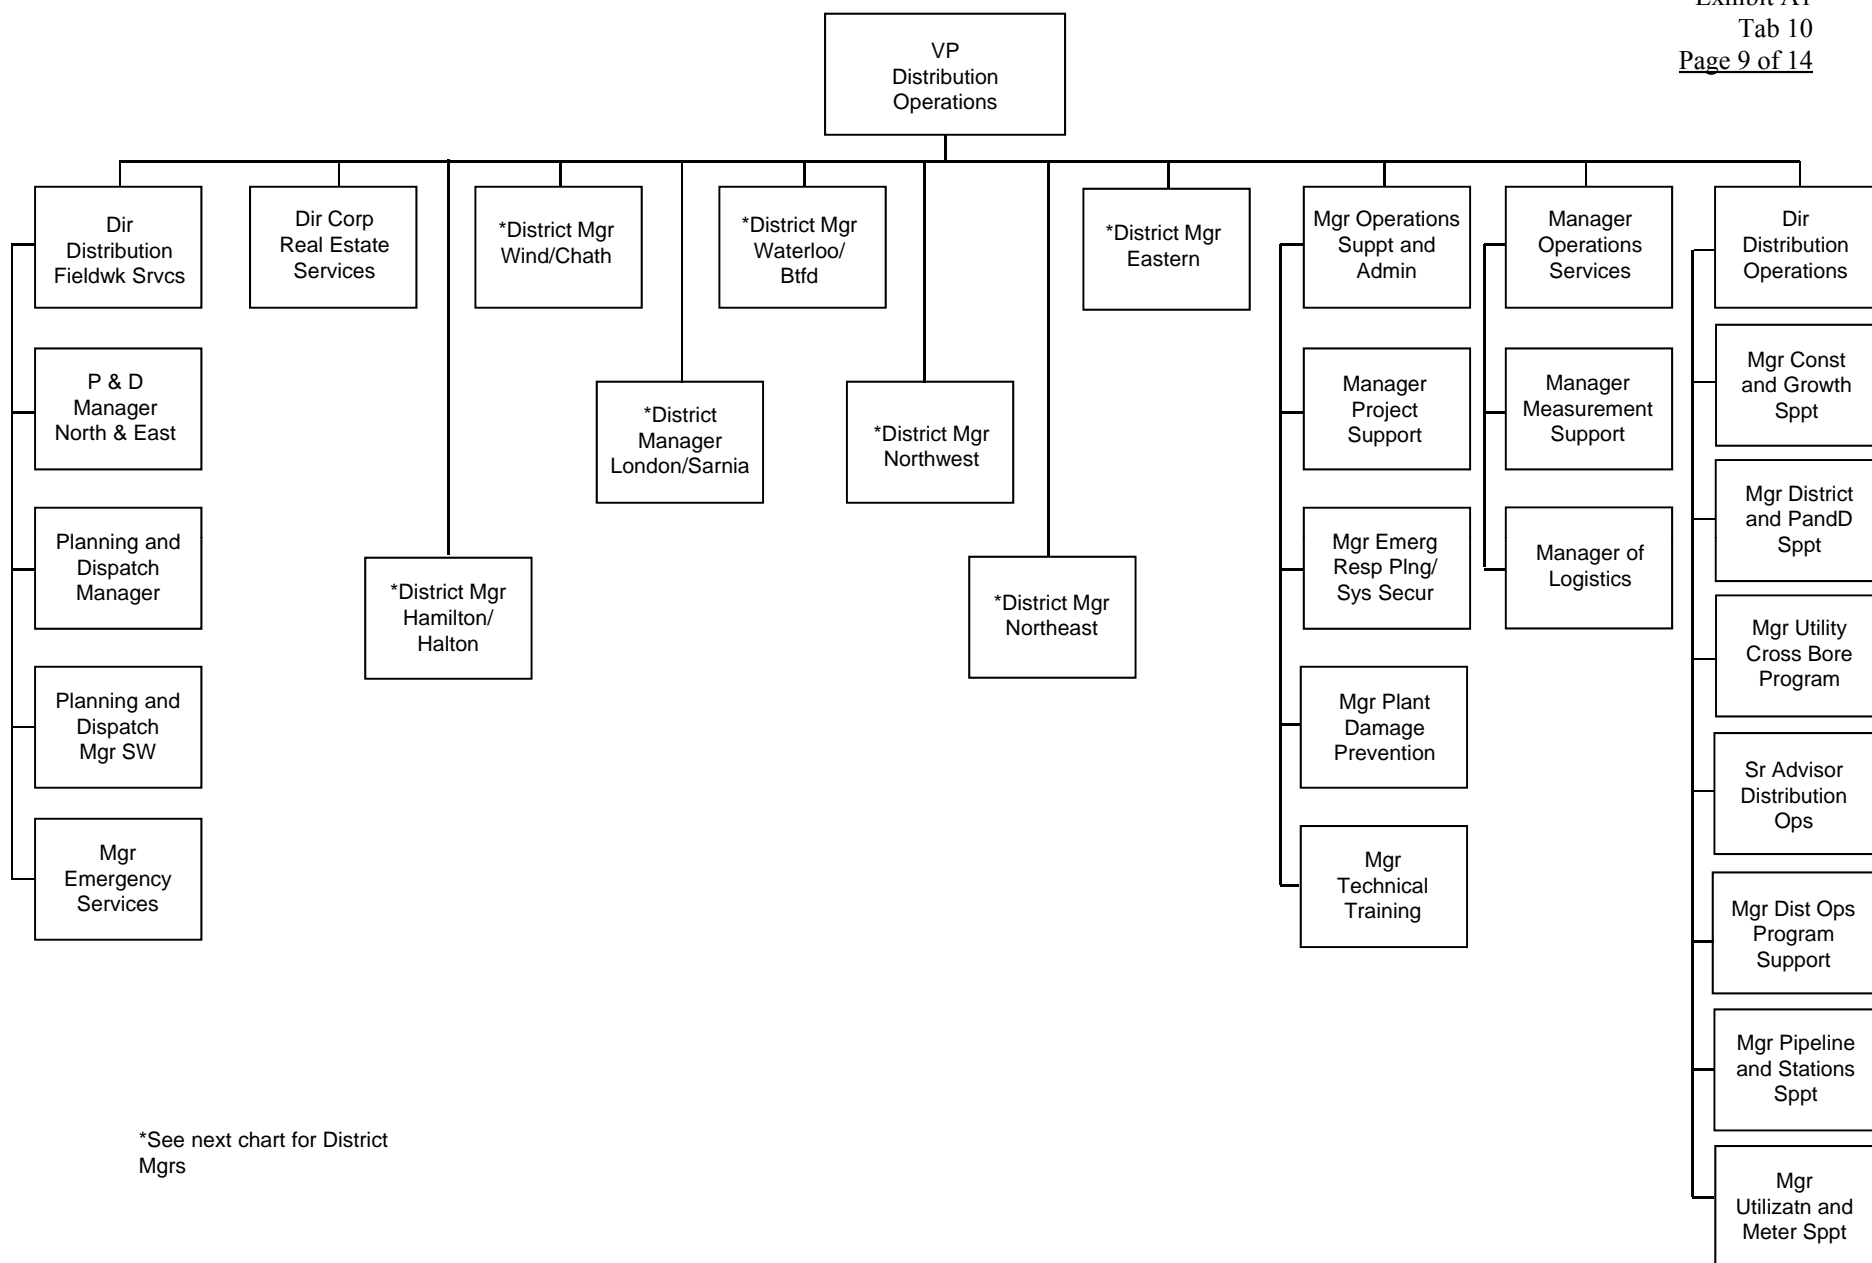 Exhibit A1
Tab 10
Page 9 of 14
VP
Distribution
Operations
Dir
Distribution
Fieldwk Srvcs
Dir Corp
Real Estate
Services
*District Mgr
Wind/Chath
*District Mgr
Waterloo/
Btfd
*District Mgr
Eastern
Mgr Operations
Suppt and
Admin
Manager
Operations
Services
Dir
Distribution
Operations
P & D
Manager
North & East
Planning and
Dispatch
Manager
Planning and
Dispatch
Mgr SW
Mgr
Emergency
Services
*District Mgr
Hamilton/
Halton
*District
Manager
London/Sarnia
*District Mgr
Northwest
*District Mgr
Northeast
Manager
Project
Support
Mgr Emerg
Resp Plng/
Sys Secur
Mgr Plant
Damage
Prevention
Mgr
Technical
Training
Manager
Measurement
Support
Manager of
Logistics
Mgr Const
and Growth
Sppt
Mgr District
and PandD
Sppt
Mgr Utility
Cross Bore
Program
Sr Advisor
Distribution
Ops
Mgr Dist Ops
Program
Support
Mgr Pipeline
and Stations
Sppt
Mgr
Utilizatn and
Meter Sppt
*See next chart for District
Mgrs